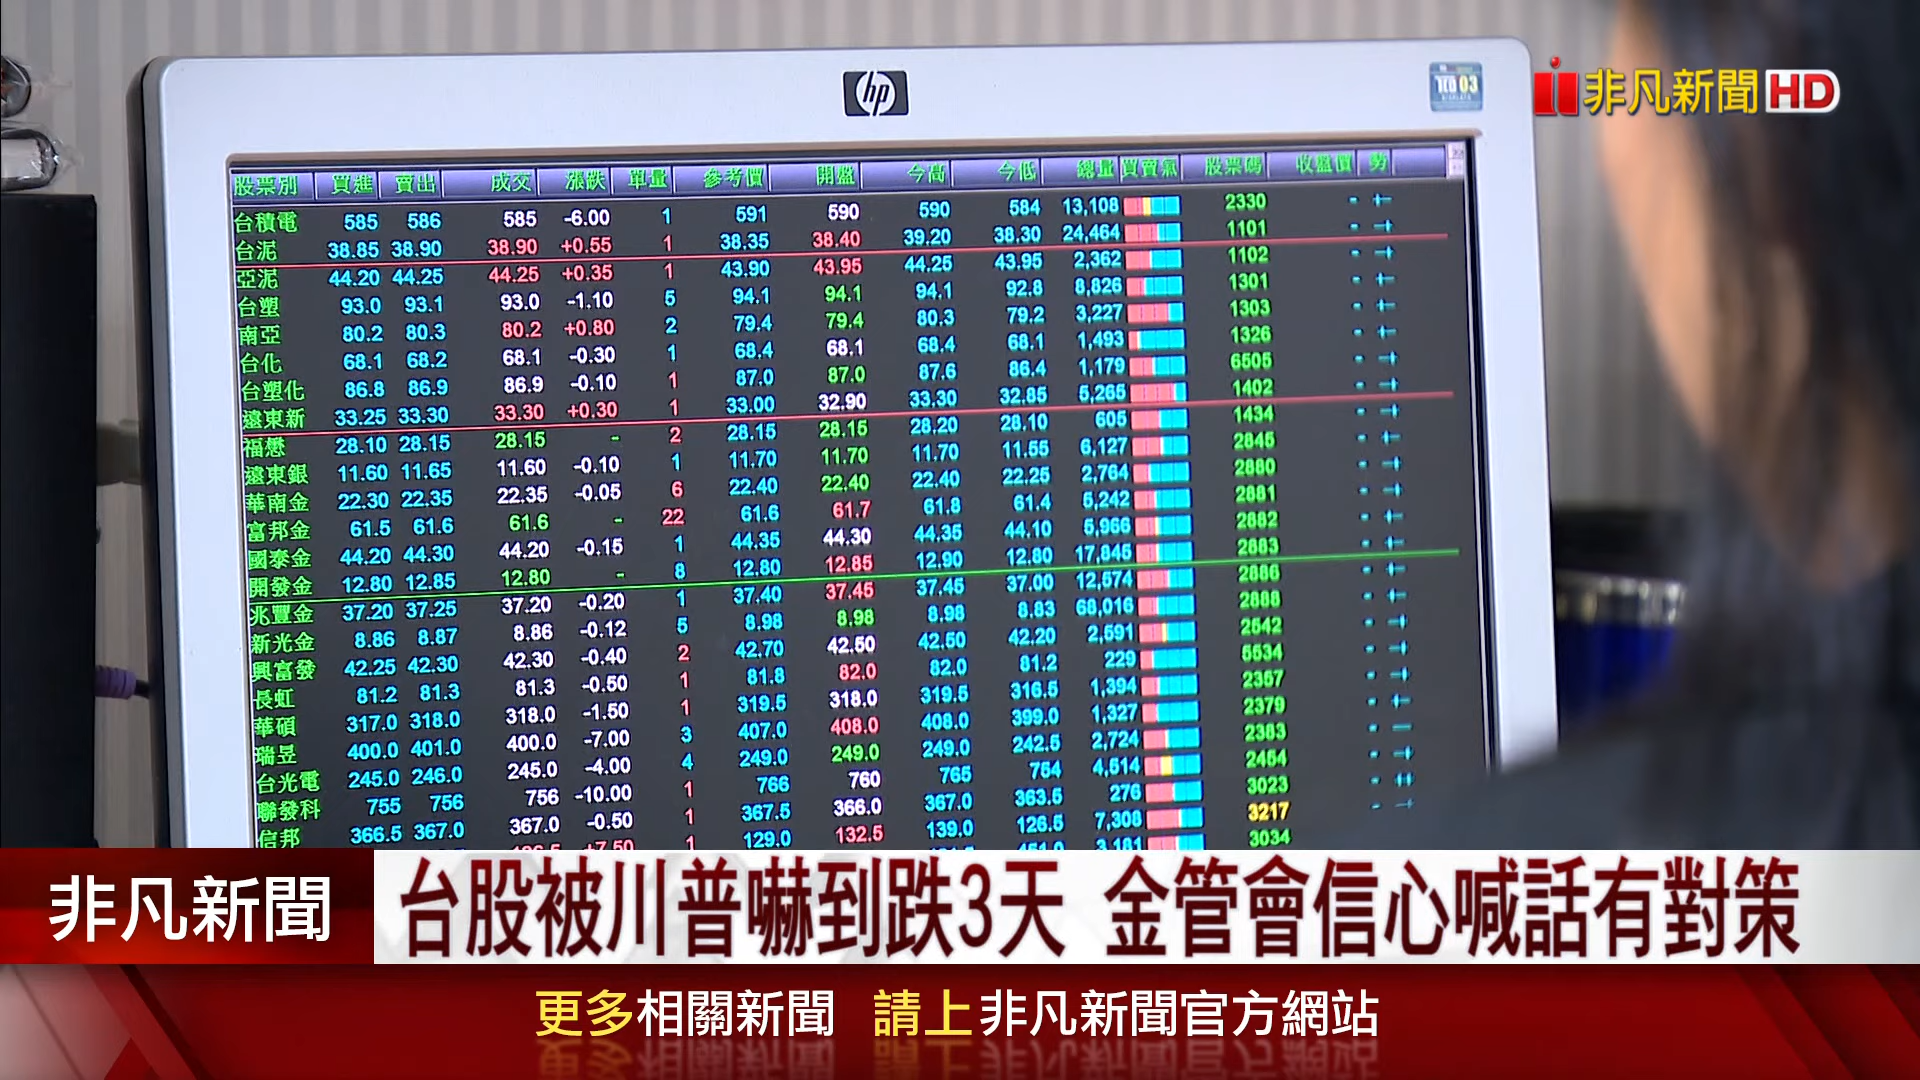 hp
TCO 03
非凡新聞HD
股票別 買進 賣出 成交 漲跌 單量 參考價 開盤 今高 今低 總量 買賣氣 股票碼 收盤價 勢
台積電 585 586 585 -6.00 1 591 590 590 584 13,108 2330
台泥 38.85 38.90 38.90 +0.55 1 38.35 38.40 39.20 38.30 24,464 1101
亞泥 44.20 44.25 44.25 +0.35 1 43.90 43.95 44.25 43.95 2,362 1102
台塑 93.0 93.1 93.0 -1.10 5 94.1 94.1 94.1 92.8 8,826 1301
南亞 80.2 80.3 80.2 +0.80 2 79.4 79.4 80.3 79.2 3,227 1303
台化 68.1 68.2 68.1 -0.30 1 68.4 68.1 68.4 68.1 1,493 1326
台塑化 86.8 86.9 86.9 -0.10 1 87.0 87.0 87.6 86.4 1,179 6505
遠東新 33.25 33.30 33.30 +0.30 1 33.00 32.90 33.30 32.85 5,265 1402
福懋 28.10 28.15 28.15 - 2 28.15 28.15 28.20 28.10 605 1434
遠東銀 11.60 11.65 11.60 -0.10 1 11.70 11.70 11.70 11.55 6,127 2845
華南金 22.30 22.35 22.35 -0.05 6 22.40 22.40 22.40 22.25 2,764 2880
富邦金 61.5 61.6 61.6 - 22 61.6 61.7 61.8 61.4 5,242 2881
國泰金 44.20 44.30 44.20 -0.15 1 44.35 44.30 44.35 44.10 5,966 2882
開發金 12.80 12.85 12.80 - 8 12.80 12.85 12.90 12.80 17,845 2883
兆豐金 37.20 37.25 37.20 -0.20 1 37.40 37.45 37.45 37.00 12,574 2886
新光金 8.86 8.87 8.86 -0.12 5 8.98 8.98 8.98 8.83 68,016 2888
興富發 42.25 42.30 42.30 -0.40 2 42.70 42.50 42.50 42.20 2,591 2542
長虹 81.2 81.3 81.3 -0.50 1 81.8 82.0 82.0 81.2 229 5534
華碩 317.0 318.0 318.0 -1.50 1 319.5 318.0 319.5 316.5 1,394 2357
瑞昱 400.0 401.0 400.0 -7.00 3 407.0 408.0 408.0 399.0 1,327 2379
台光電 245.0 246.0 245.0 -4.00 4 249.0 249.0 249.0 242.5 2,724 2383
聯發科 755 756 756 -10.00 1 766 760 765 754 4,514 2454
信邦 366.5 367.0 367.0 -0.50 1 367.5 366.0 367.0 363.5 276 3023
+7.50 1 129.0 132.5 139.0 126.5 7,308 3217
3,181 3034
非凡新聞
台股被川普嚇到跌3天 金管會信心喊話有對策
更多相關新聞 請上非凡新聞官方網站